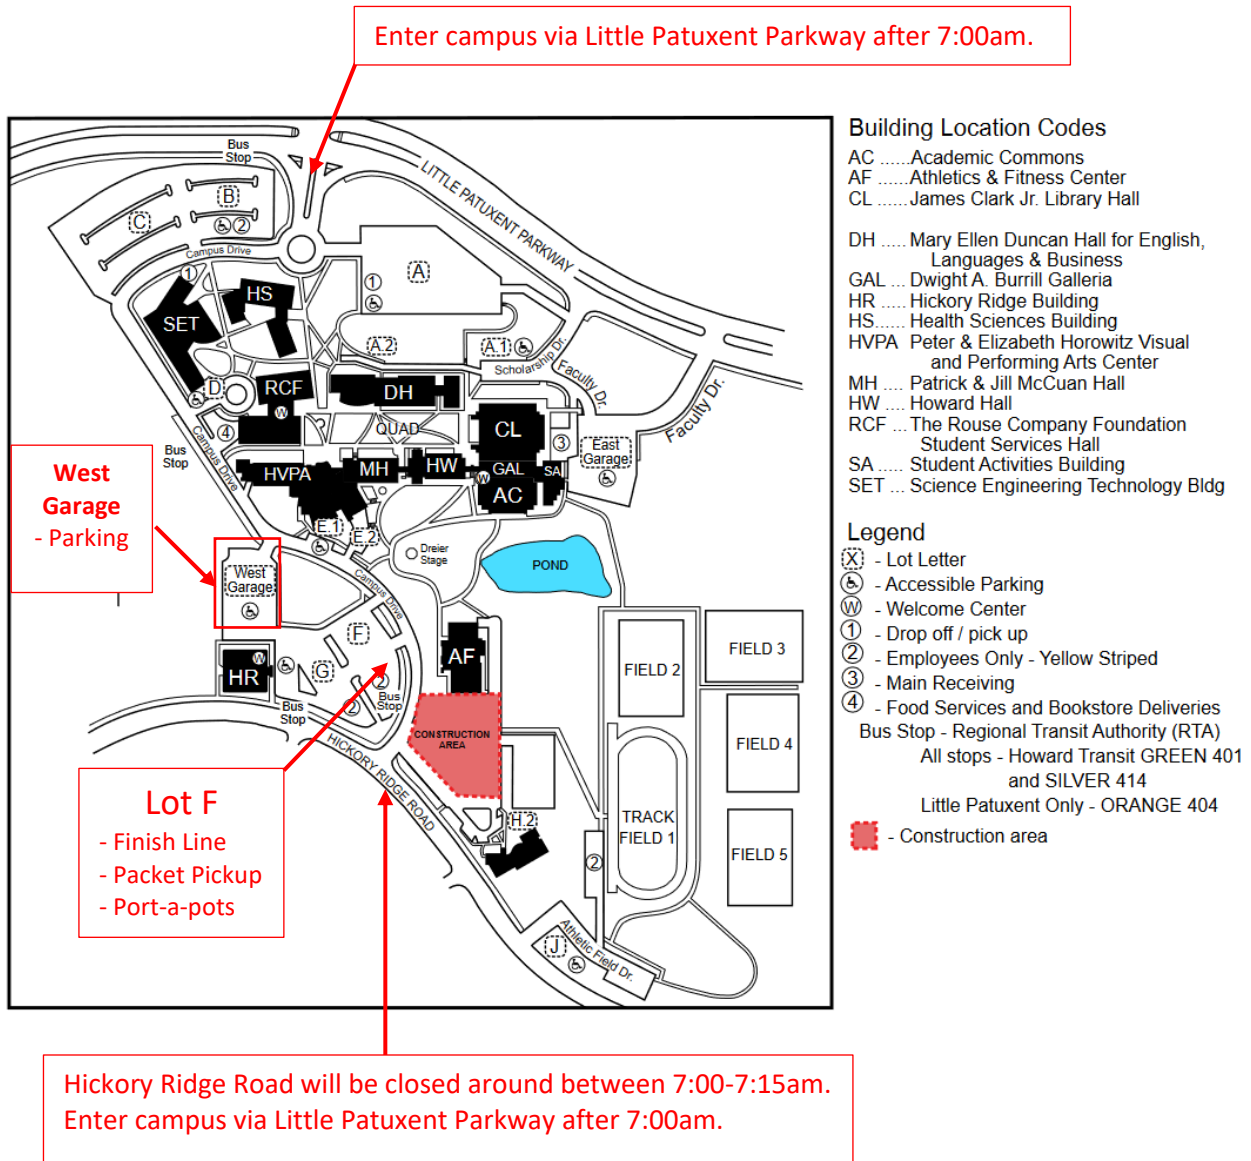 Enter campus via Little Patuxent Parkway after 7:00am.
Bus
Stop
LITTLE PATUXENT PARKWAY
B
C
2
Campus Drive
1
A
1
HS
SET
A.2
A.1
Scholarship Dr.
Faculty Dr.
Faculty Dr.
D
RCF
W
DH
4
QUAD
CL
3
East
Garage
Bus
Stop
Campus Drive
HVPA
MH
HW
GAL
SA
W
AC
E.1
E.2
Dreier
Stage
POND
West
Garage
- Parking
West
Garage
Campus Drive
F
G
HR
W
AF
2
2
Bus
Stop
Bus
Stop
CONSTRUCTION
AREA
HICKORY RIDGE ROAD
H.2
FIELD 2
FIELD 3
FIELD 4
TRACK
FIELD 1
FIELD 5
2
J
Athletic Field Dr.
Lot F
- Finish Line
- Packet Pickup
- Port-a-pots
Hickory Ridge Road will be closed around between 7:00-7:15am.
Enter campus via Little Patuxent Parkway after 7:00am.
Building Location Codes
AC ......Academic Commons
AF ......Athletics & Fitness Center
CL ......James Clark Jr. Library Hall
DH ..... Mary Ellen Duncan Hall for English,
Languages & Business
GAL ... Dwight A. Burrill Galleria
HR ..... Hickory Ridge Building
HS...... Health Sciences Building
HVPA Peter & Elizabeth Horowitz Visual
and Performing Arts Center
MH .... Patrick & Jill McCuan Hall
HW .... Howard Hall
RCF ... The Rouse Company Foundation
Student Services Hall
SA ..... Student Activities Building
SET ... Science Engineering Technology Bldg
Legend
X - Lot Letter
- Accessible Parking
W - Welcome Center
1 - Drop off / pick up
2 - Employees Only - Yellow Striped
3 - Main Receiving
4 - Food Services and Bookstore Deliveries
Bus Stop - Regional Transit Authority (RTA)
All stops - Howard Transit GREEN 401
and SILVER 414
Little Patuxent Only - ORANGE 404
- Construction area